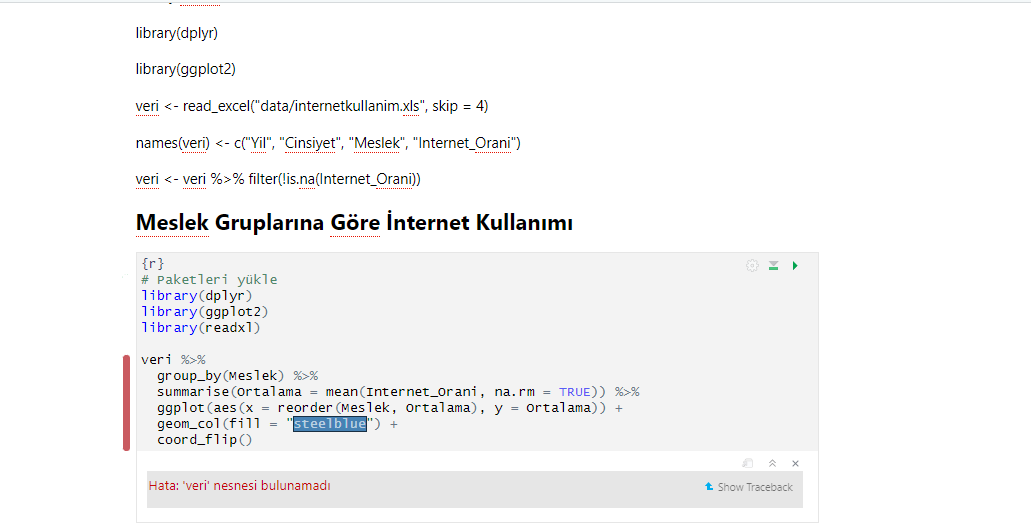 library(dplyr)
library(ggplot2)
veri <- read_excel("data/internetkullanim.xls", skip = 4)
names(veri) <- c("Yil", "Cinsiyet", "Meslek", "Internet_Orani")
veri <- veri %>% filter(!is.na(Internet_Orani))
Meslek Gruplarına Göre İnternet Kullanımı
{r}
# Paketleri yükle
library(dplyr)
library(ggplot2)
library(readxl)
veri %>%
  group_by(Meslek) %>%
  summarise(Ortalama = mean(Internet_Orani, na.rm = TRUE)) %>%
  ggplot(aes(x = reorder(Meslek, Ortalama), y = Ortalama)) +
  geom_col(fill = "steelblue") +
  coord_flip()
Hata: 'veri' nesnesi bulunamadı
Show Traceback